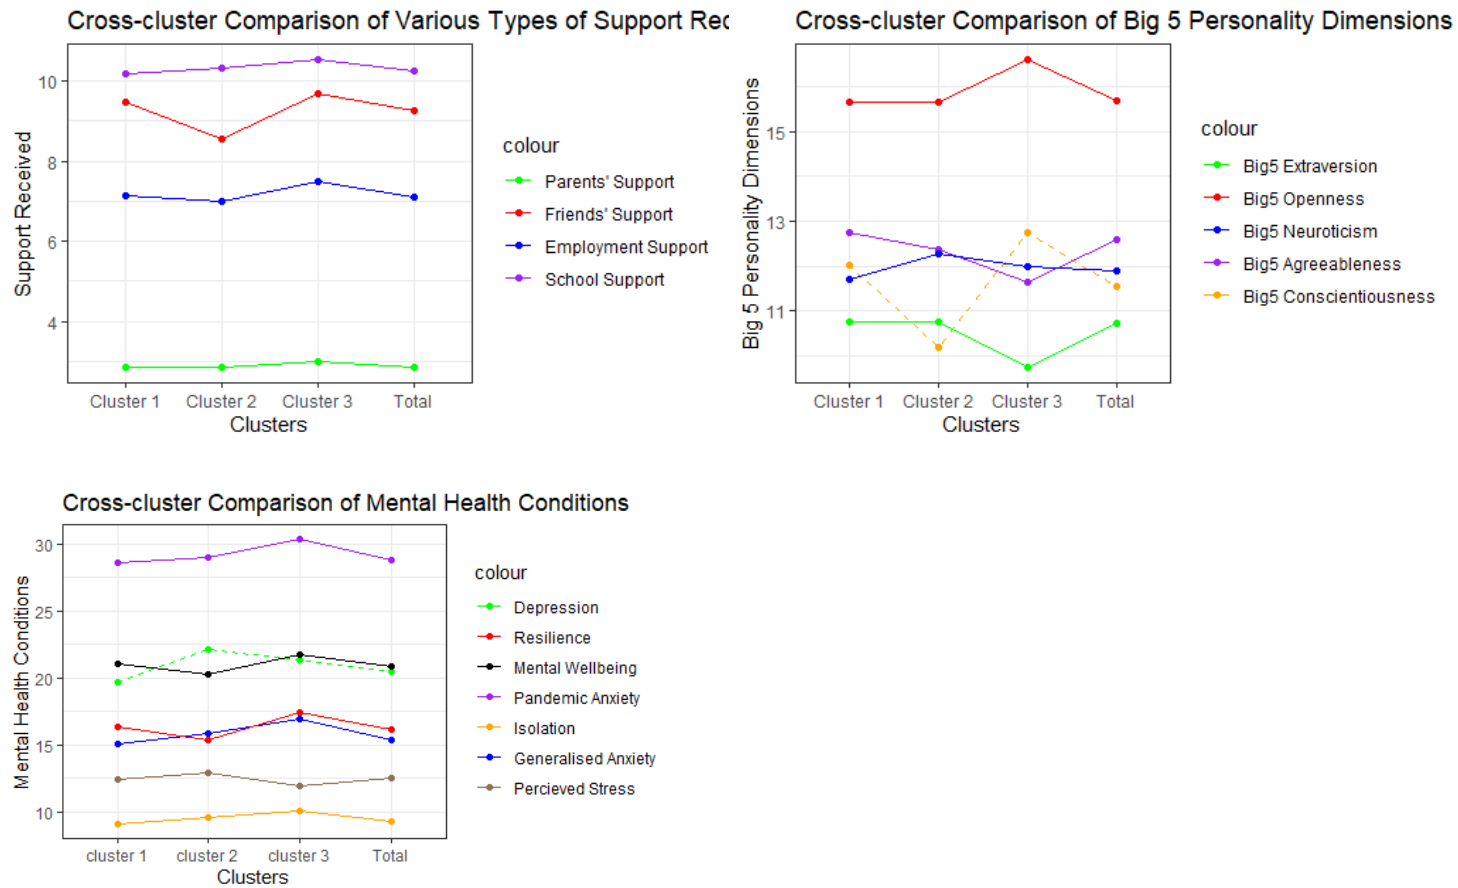 Cross-cluster Comparison of Various Types of Support Rec
Support Received
10
8
6
4
Cluster 1 Cluster 2 Cluster 3 Total
Clusters
colour
Parents' Support
Friends' Support
Employment Support
School Support
Cross-cluster Comparison of Big 5 Personality Dimensions
Big 5 Personality Dimensions
15
13
11
Cluster 1 Cluster 2 Cluster 3 Total
Clusters
colour
Big5 Extraversion
Big5 Openness
Big5 Neuroticism
Big5 Agreeableness
Big5 Conscientiousness
Cross-cluster Comparison of Mental Health Conditions
Mental Health Conditions
30
25
20
15
10
cluster 1 cluster 2 cluster 3 Total
Clusters
colour
Depression
Resilience
Mental Wellbeing
Pandemic Anxiety
Isolation
Generalised Anxiety
Percieved Stress